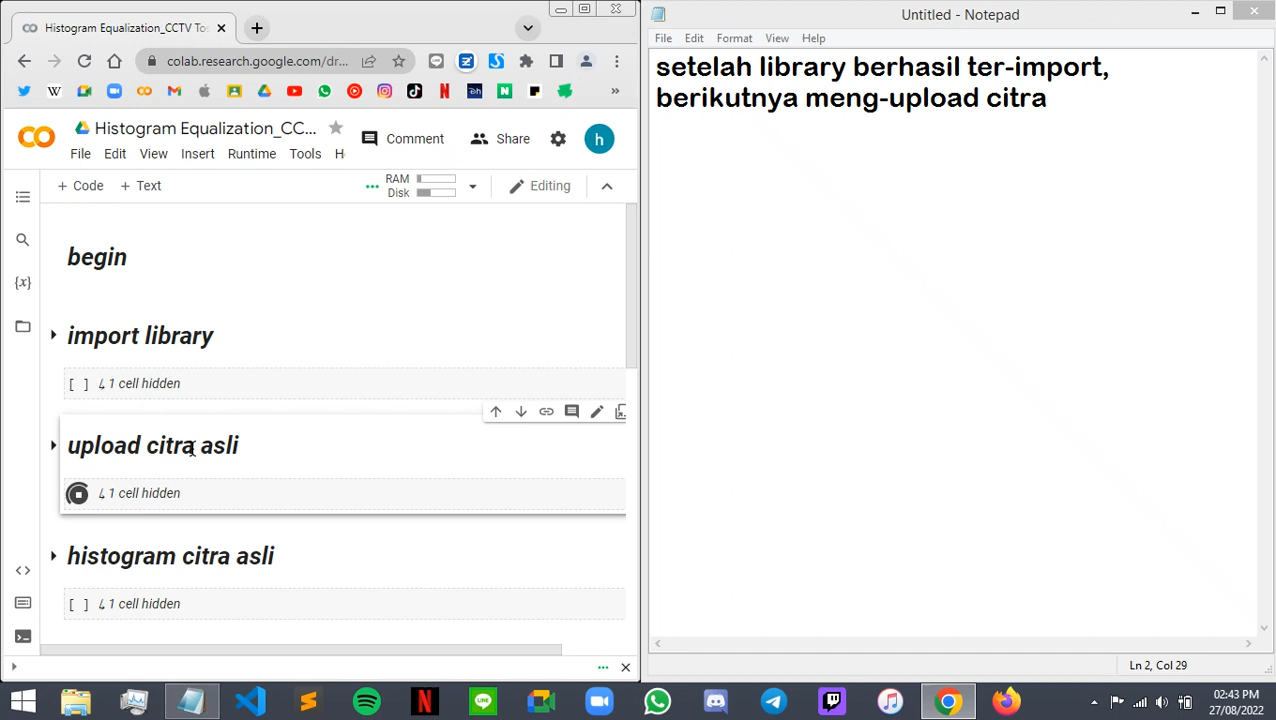 Histogram Equalization_CCTV To
Untitled - Notepad
colab.research.google.com/dr...
File Edit Format View Help
setelah library berhasil ter-import,
berikutnya meng-upload citra
Histogram Equalization_CC...
Comment
Share
h
File Edit View Insert Runtime Tools
+ Code + Text
RAM
Disk
Editing
begin
import library
[ ] ↳ 1 cell hidden
upload citra asli
↳ 1 cell hidden
histogram citra asli
[ ] ↳ 1 cell hidden
Ln 2, Col 29
02:43 PM
27/08/2022